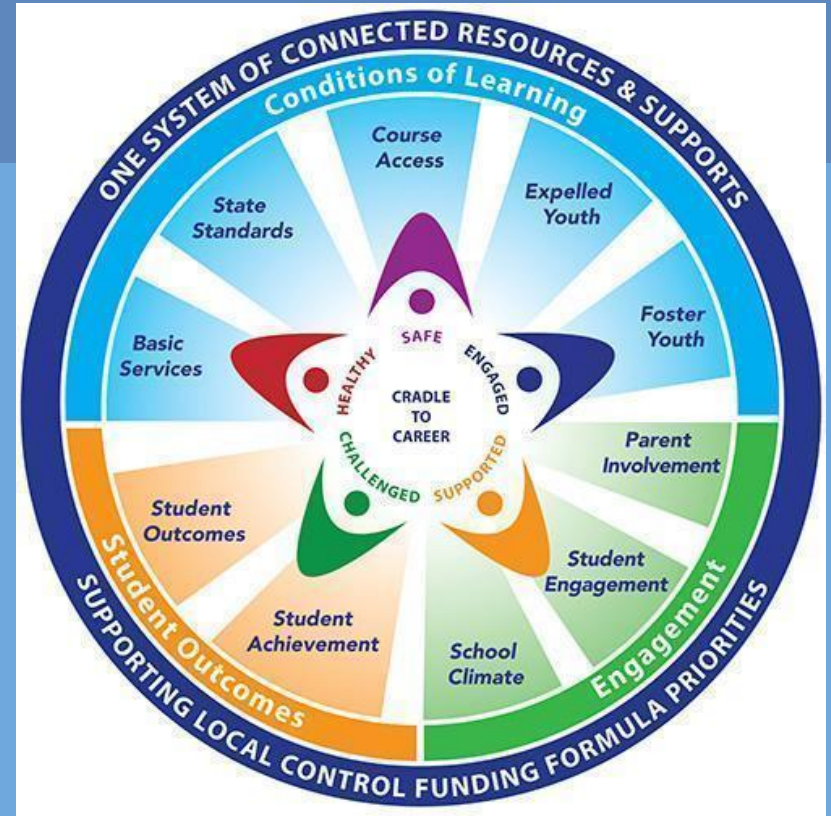 ONE SYSTEM OF CONNECTED RESOURCES & SUPPORTS
Conditions of Learning
Course
Access
State
Standards
Expelled
Youth
Basic
Services
Foster
Youth
SAFE
HEALTHY
ENGAGED
CRADLE
TO
CAREER
CHALLENGED
SUPPORTED
Parent
Involvement
Student
Outcomes
Student
Engagement
Student
Achievement
School
Climate
Student Outcomes
Engagement
SUPPORTING LOCAL CONTROL FUNDING FORMULA PRIORITIES